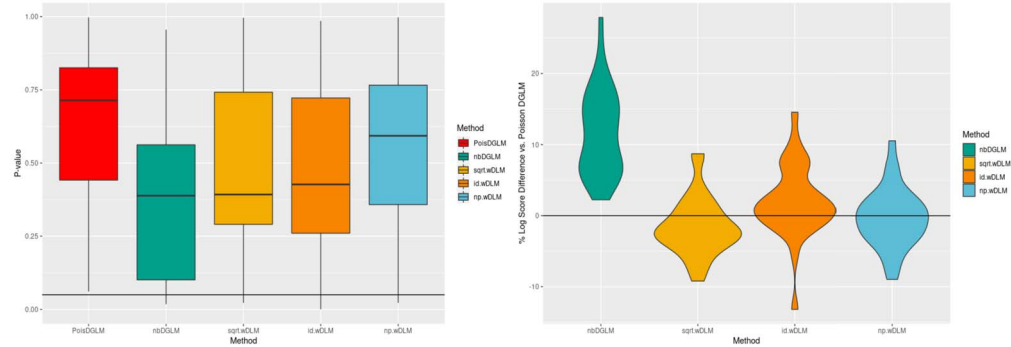 P-value
1.00
0.75
0.50
0.25
0.00
PoisDGLM nbDGLM sqrt.wDLM id.wDLM np.wDLM
Method
Method
PoisDGLM
nbDGLM
sqrt.wDLM
id.wDLM
np.wDLM
% Log Score Difference vs. Poisson DGLM
20
10
0
-10
nbDGLM sqrt.wDLM id.wDLM np.wDLM
Method
Method
nbDGLM
sqrt.wDLM
id.wDLM
np.wDLM